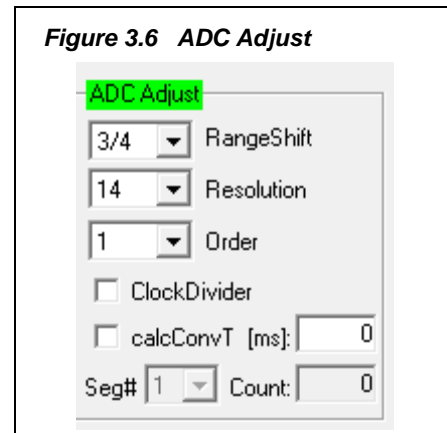 Figure 3.6 ADC Adjust
ADC Adjust
3/4 RangeShift
14 Resolution
1 Order
ClockDivider
calcConvT [ms]: 0
Seg# 1 Count: 0